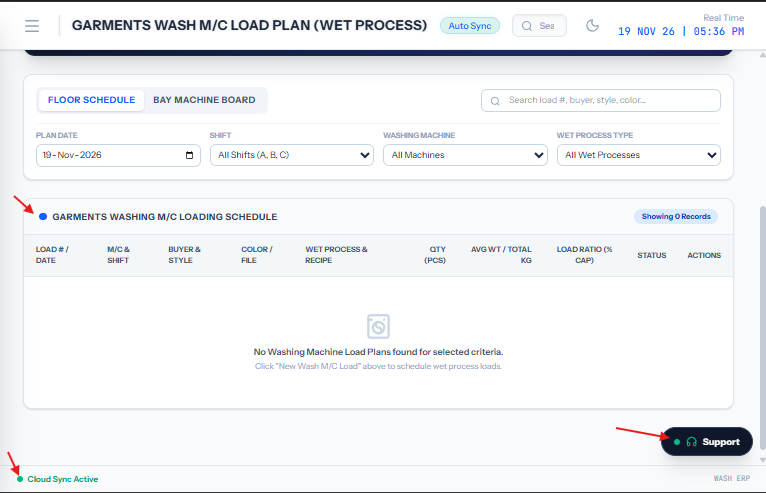 GARMENTS WASH M/C LOAD PLAN (WET PROCESS)
Auto Sync
Sea
Real Time
19 NOV 26 | 05:36 PM
FLOOR SCHEDULE
BAY MACHINE BOARD
Search load #, buyer, style, color...
PLAN DATE
SHIFT
WASHING MACHINE
WET PROCESS TYPE
19-Nov-2026
All Shifts (A, B, C)
All Machines
All Wet Processes
GARMENTS WASHING M/C LOADING SCHEDULE
Showing 0 Records
LOAD # / DATE
M/C & SHIFT
BUYER & STYLE
COLOR / FILE
WET PROCESS & RECIPE
QTY (PCS)
AVG WT / TOTAL KG
LOAD RATIO (% CAP)
STATUS
ACTIONS
No Washing Machine Load Plans found for selected criteria.
Click "New Wash M/C Load" above to schedule wet process loads.
Support
Cloud Sync Active
WASH ERP